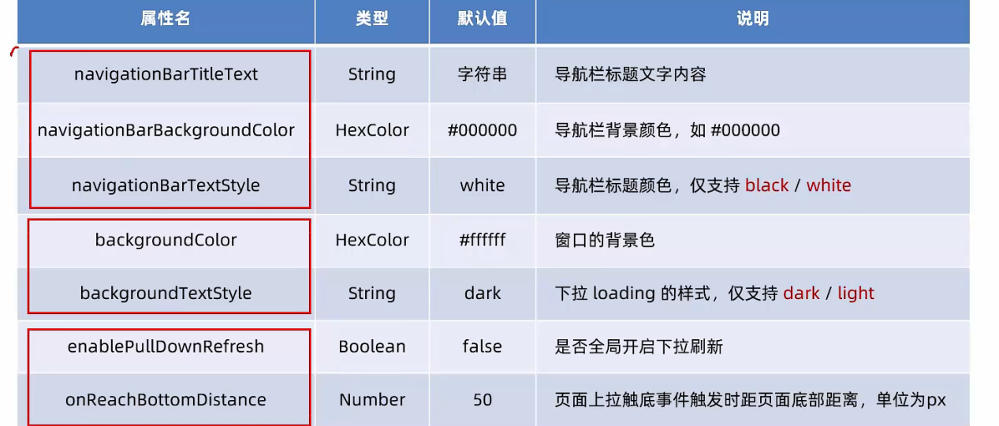 属性名 类型 默认值 说明
navigationBarTitleText String 字符串 导航栏标题文字内容
navigationBarBackgroundColor HexColor #000000 导航栏背景颜色，如 #000000
navigationBarTextStyle String white 导航栏标题颜色，仅支持 black / white
backgroundColor HexColor #ffffff 窗口的背景色
backgroundTextStyle String dark 下拉 loading 的样式，仅支持 dark / light
enablePullDownRefresh Boolean false 是否全局开启下拉刷新
onReachBottomDistance Number 50 页面上拉触底事件触发时距页面底部距离，单位为px